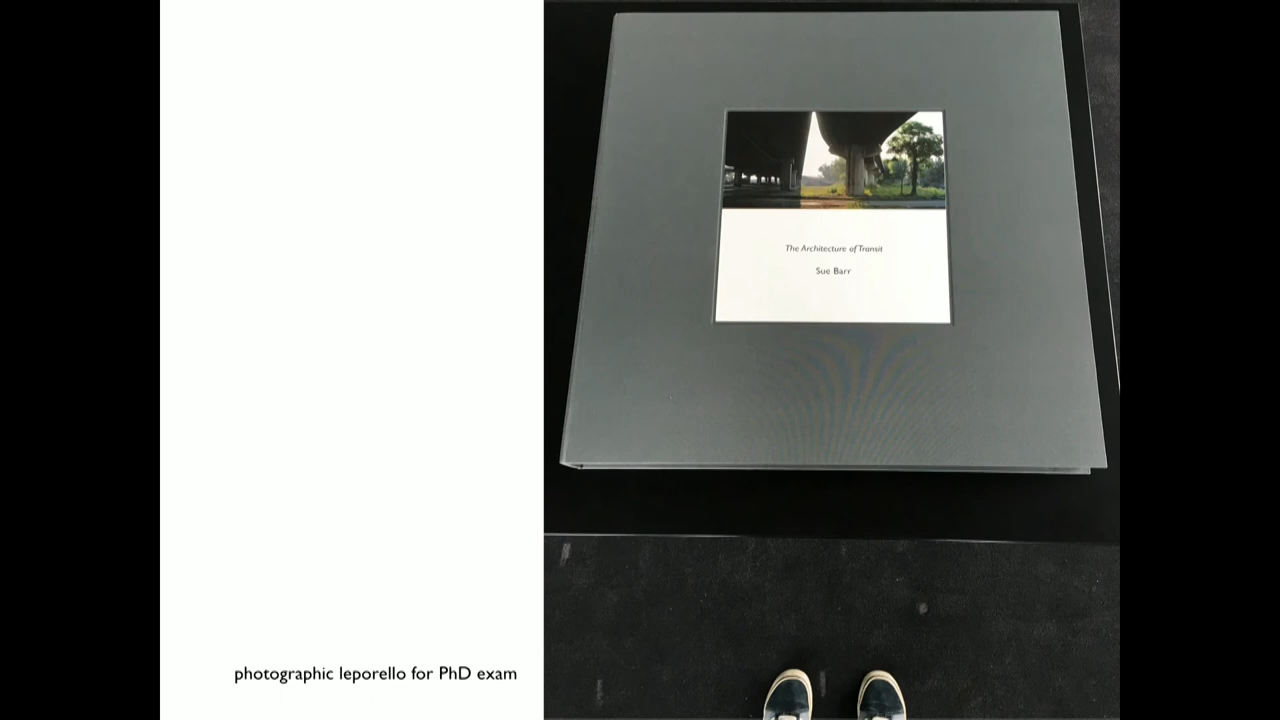 The Architecture of Transit
Sue Barr
photographic leporello for PhD exam